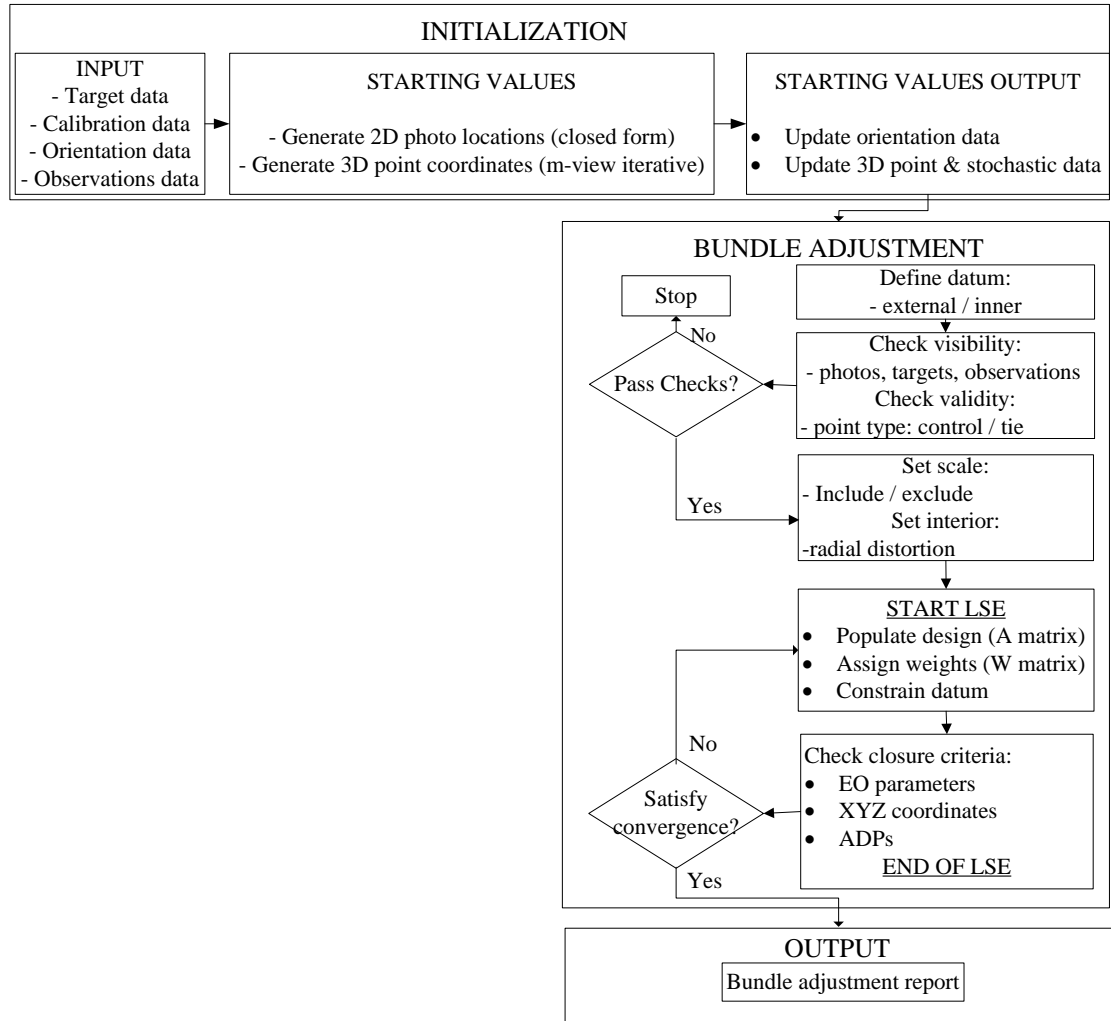 INITIALIZATION
INPUT
- Target data
- Calibration data
- Orientation data
- Observations data
STARTING VALUES
- Generate 2D photo locations (closed form)
- Generate 3D point coordinates (m-view iterative)
STARTING VALUES OUTPUT
• Update orientation data
• Update 3D point & stochastic data
BUNDLE ADJUSTMENT
Define datum:
- external / inner
Check visibility:
- photos, targets, observations
Check validity:
- point type: control / tie
Pass Checks?
No
Stop
Yes
Set scale:
- Include / exclude
Set interior:
-radial distortion
START LSE
• Populate design (A matrix)
• Assign weights (W matrix)
• Constrain datum
Check closure criteria:
• EO parameters
• XYZ coordinates
• ADPs
END OF LSE
Satisfy
convergence?
No
Yes
OUTPUT
Bundle adjustment report